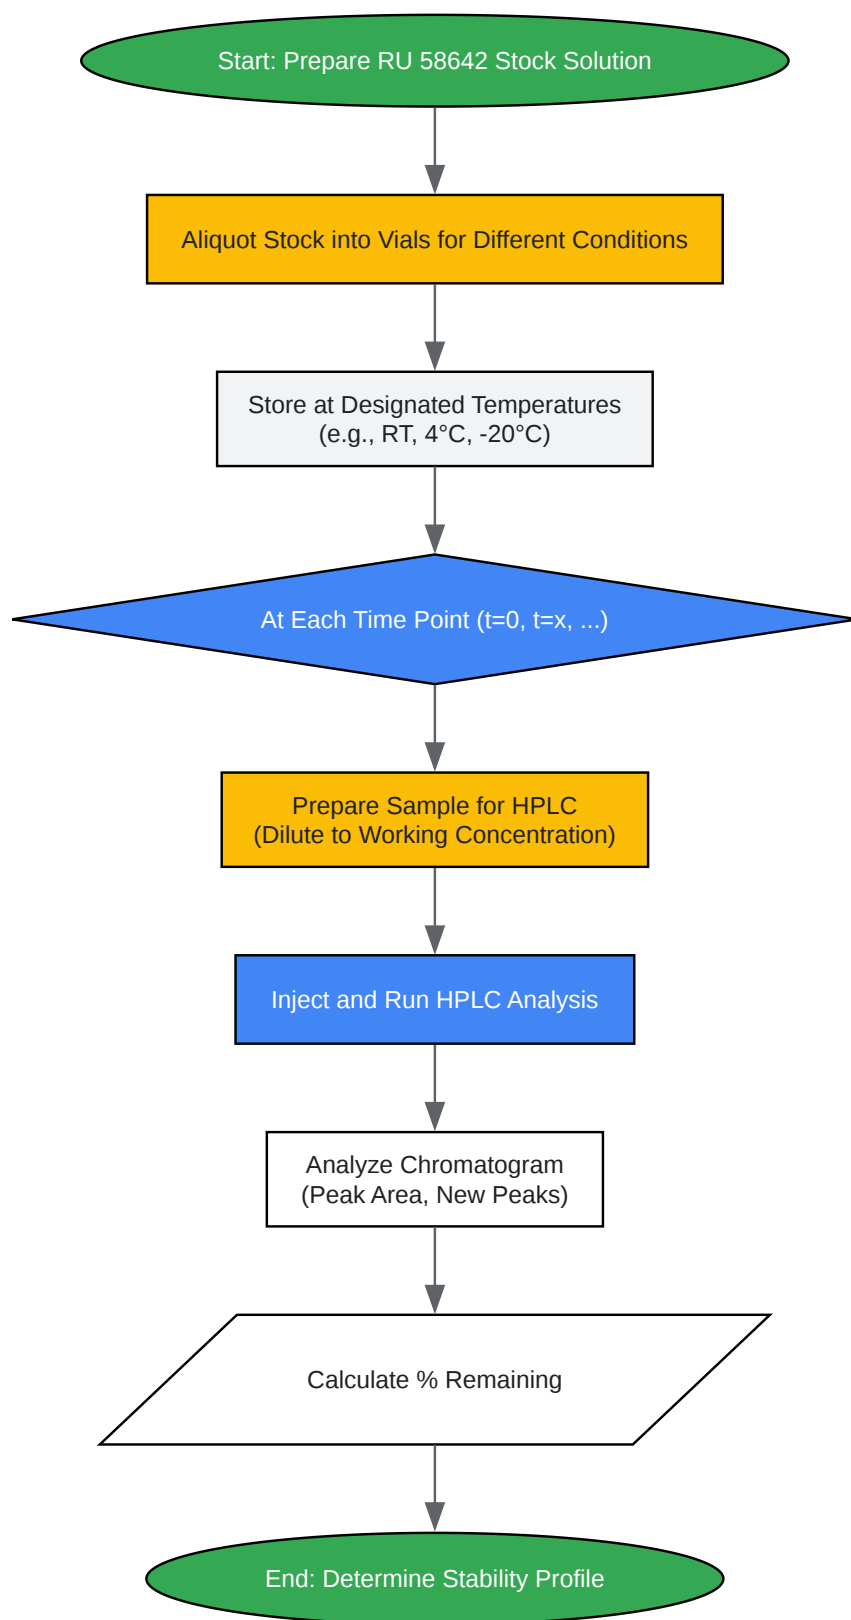 Start: Prepare RU 58642 Stock Solution
Aliquot Stock into Vials for Different Conditions
Store at Designated Temperatures
(e.g., RT, 4°C, -20°C)
At Each Time Point (t=0, t=x, ...)
Prepare Sample for HPLC
(Dilute to Working Concentration)
Inject and Run HPLC Analysis
Analyze Chromatogram
(Peak Area, New Peaks)
Calculate % Remaining
End: Determine Stability Profile